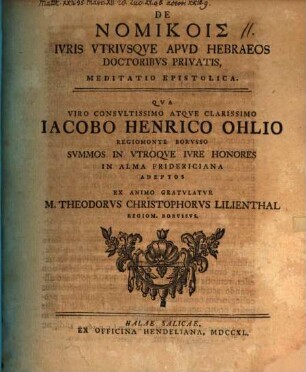 DE
ΝΟΜΙΚΟΙΣ
IVRIS VTRIVSQVE APVD HEBRAEOS
DOCTORIBVS PRIVATIS,
MEDITATIO EPISTOLICA.
QVA
VIRO CONSVLTISSIMO ATQVE CLARISSIMO
IACOBO HENRICO OHLIO
REGIOMONTE BORVSSO
SVMMOS IN VTROQVE IVRE HONORES
IN ALMA FRIDERICIANA
ADEPTOS
EX ANIMO GRATVLATVR
M. THEODORVS CHRISTOPHORVS LILIENTHAL
REGIOM. BORVSSVS.
HALAE SALICAE,
EX OFFICINA HENDELIANA, MDCCXL.